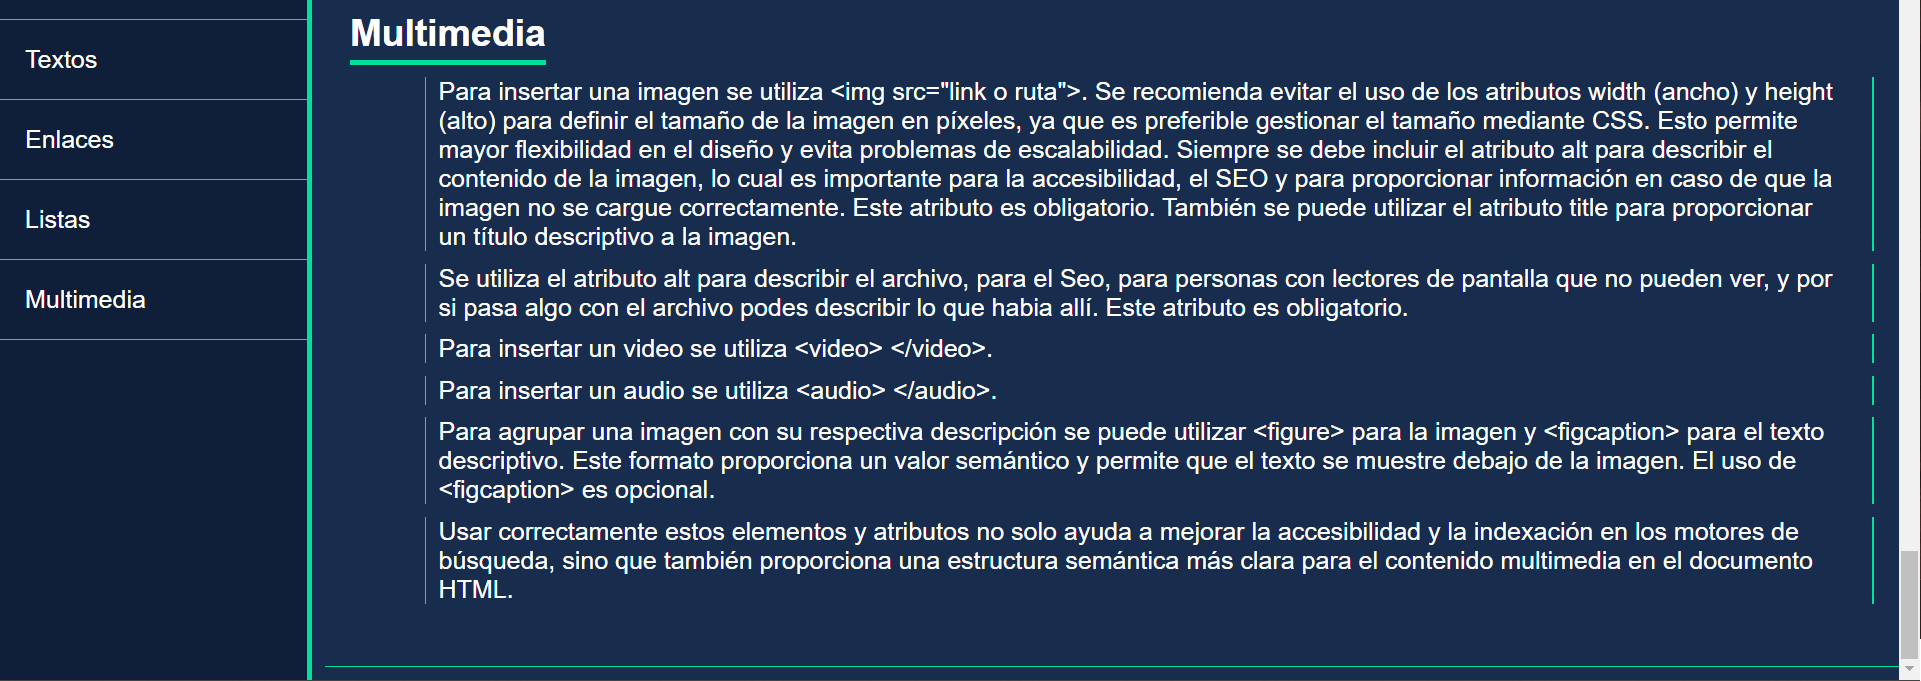 Textos
Enlaces
Listas
Multimedia
Multimedia
Para insertar una imagen se utiliza <img src="link o ruta">. Se recomienda evitar el uso de los atributos width (ancho) y height
(alto) para definir el tamaño de la imagen en píxeles, ya que es preferible gestionar el tamaño mediante CSS. Esto permite
mayor flexibilidad en el diseño y evita problemas de escalabilidad. Siempre se debe incluir el atributo alt para describir el
contenido de la imagen, lo cual es importante para la accesibilidad, el SEO y para proporcionar información en caso de que la
imagen no se cargue correctamente. Este atributo es obligatorio. También se puede utilizar el atributo title para proporcionar
un título descriptivo a la imagen.
Se utiliza el atributo alt para describir el archivo, para el Seo, para personas con lectores de pantalla que no pueden ver, y por
si pasa algo con el archivo podes describir lo que habia allí. Este atributo es obligatorio.
Para insertar un video se utiliza <video> </video>.
Para insertar un audio se utiliza <audio> </audio>.
Para agrupar una imagen con su respectiva descripción se puede utilizar <figure> para la imagen y <figcaption> para el texto
descriptivo. Este formato proporciona un valor semántico y permite que el texto se muestre debajo de la imagen. El uso de
<figcaption> es opcional.
Usar correctamente estos elementos y atributos no solo ayuda a mejorar la accesibilidad y la indexación en los motores de
búsqueda, sino que también proporciona una estructura semántica más clara para el contenido multimedia en el documento
HTML.